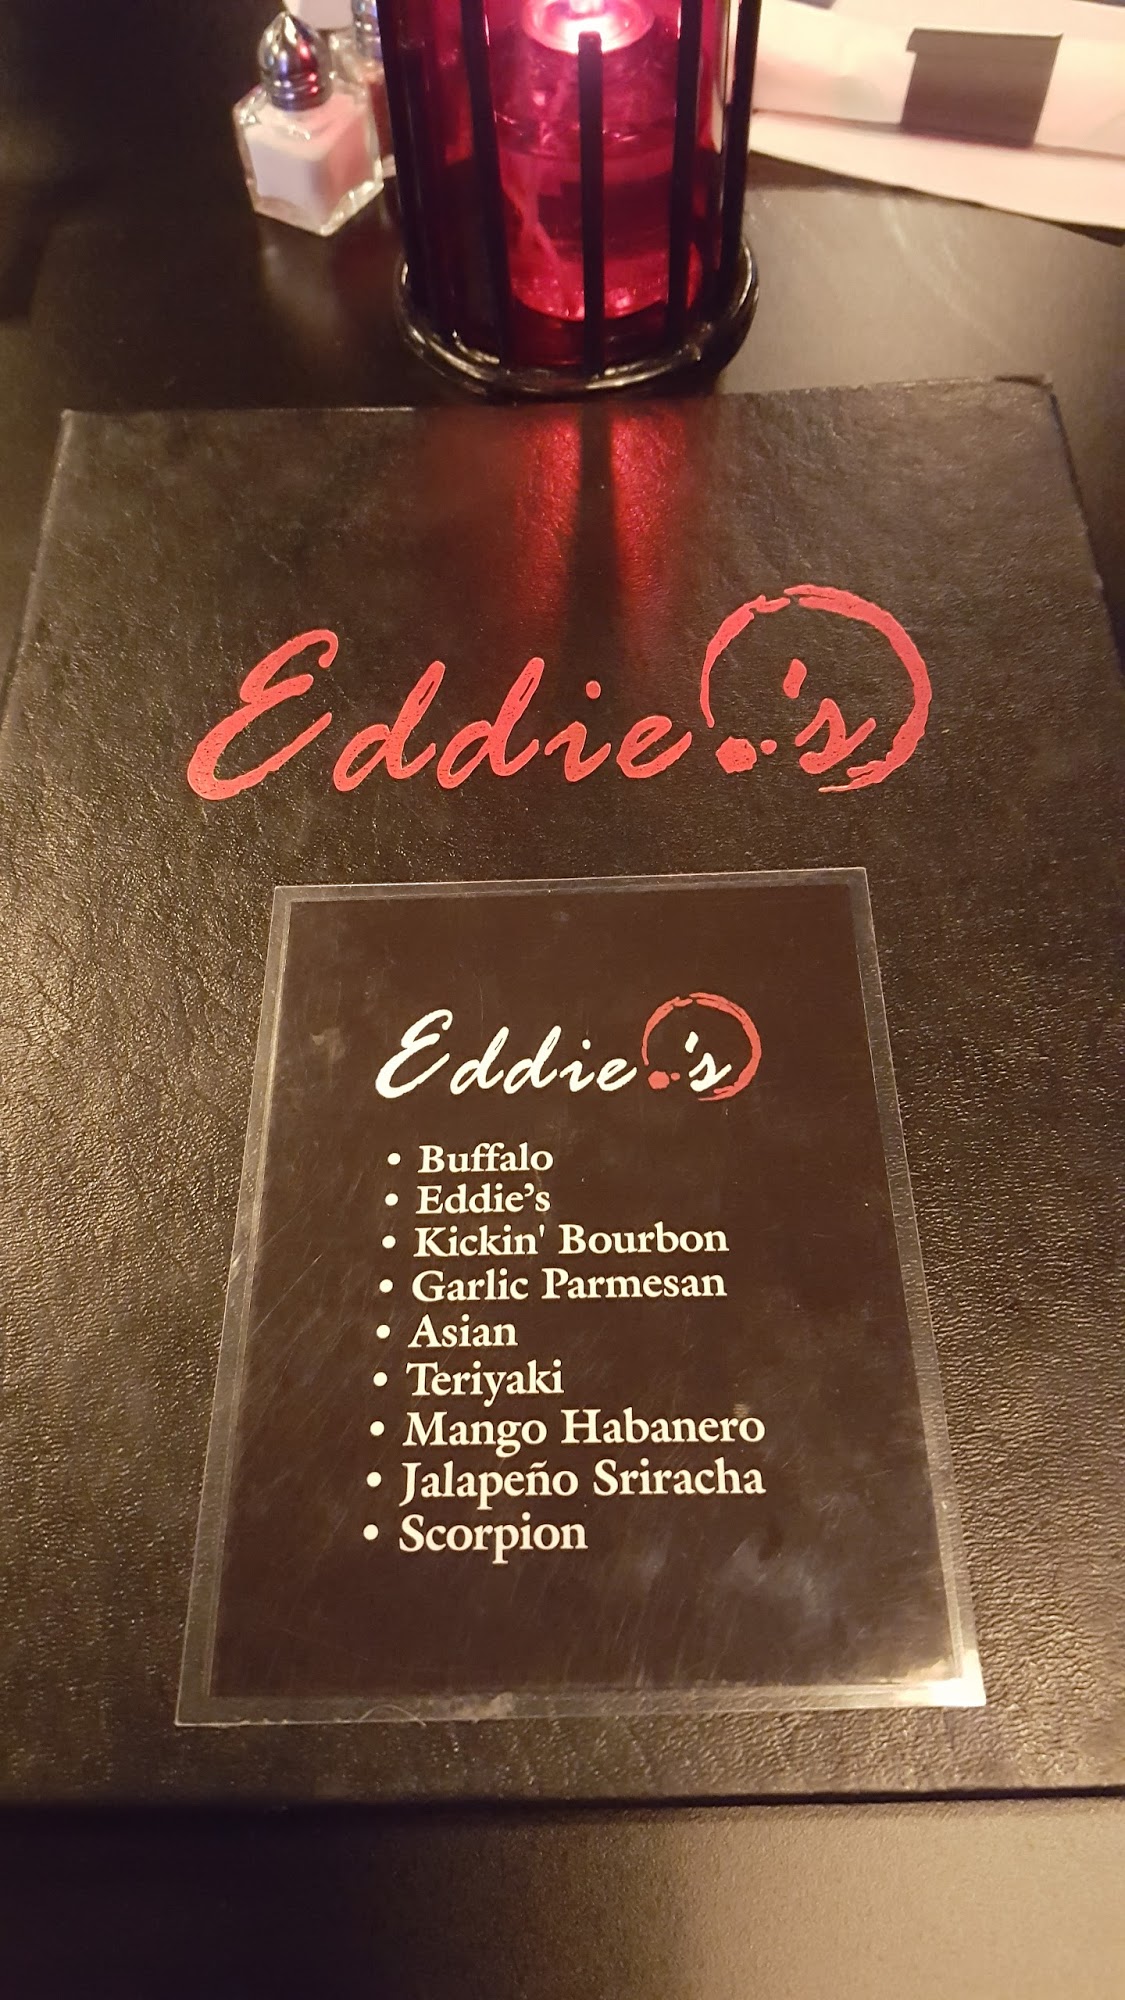 Eddie's
Eddie's
• Buffalo
• Eddie’s
• Kickin' Bourbon
• Garlic Parmesan
• Asian
• Teriyaki
• Mango Habanero
• Jalapeño Sriracha
• Scorpion